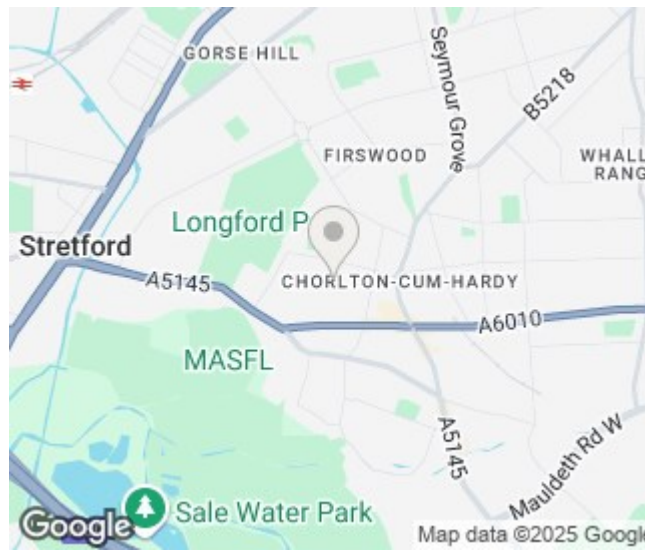 GORSE HILL
Seymour Grove
B5218
FIRSWOOD
WHALL
RANG
Longford P
Stretford
CHORLTON-CUM-HARDY
A5145
A6010
MASFL
A5145
Mauldeth Rd W
Sale Water Park
Google
Map data ©2025 Google